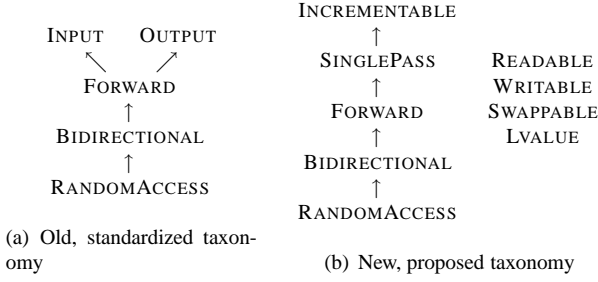 INPUT OUTPUT
↖ ↗
FORWARD
↑
BIDIRECTIONAL
↑
RANDOMACCESS
(a) Old, standardized taxon-
omy
INCREMENTABLE
↑
SINGLEPASS
↑
FORWARD
↑
BIDIRECTIONAL
↑
RANDOMACCESS
READABLE
WRITABLE
SWAPPABLE
LVALUE
(b) New, proposed taxonomy